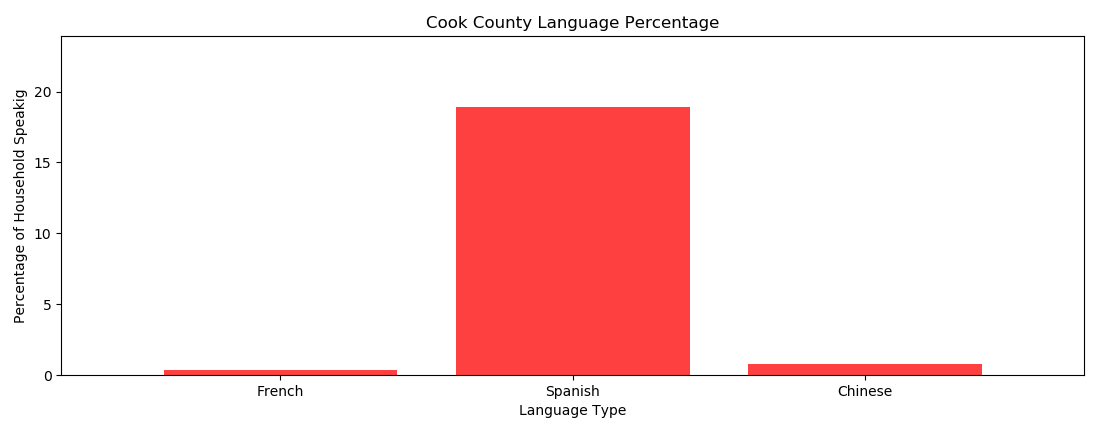 Cook County Language Percentage
Percentage of Household Speakig
20
15
10
5
0
French Spanish Chinese
Language Type